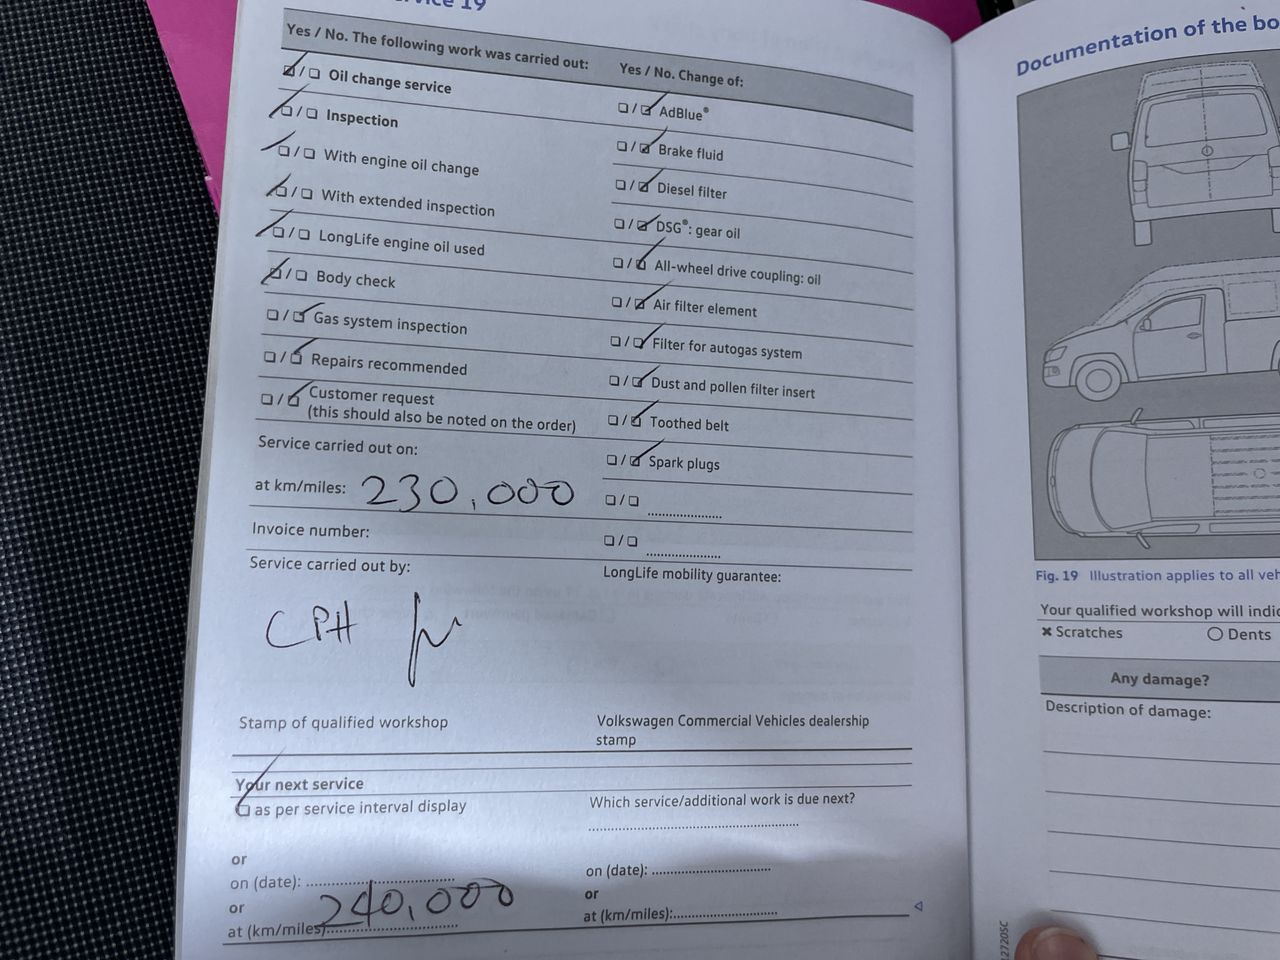 Service 19
Yes / No. The following work was carried out:
☑ / ☐ Oil change service
☑ / ☐ Inspection
☑ / ☐ With engine oil change
☑ / ☐ With extended inspection
☑ / ☐ LongLife engine oil used
☑ / ☐ Body check
☐ / ☑ Gas system inspection
☐ / ☑ Repairs recommended
☐ / ☑ Customer request
(this should also be noted on the order)
Service carried out on:
at km/miles: 230,000
Invoice number:
Service carried out by:
CPH
Stamp of qualified workshop
Yes / No. Change of:
☐ / ☑ AdBlue®
☐ / ☑ Brake fluid
☐ / ☑ Diesel filter
☐ / ☑ DSG®: gear oil
☐ / ☑ All-wheel drive coupling: oil
☐ / ☑ Air filter element
☐ / ☑ Filter for autogas system
☐ / ☑ Dust and pollen filter insert
☐ / ☑ Toothed belt
☐ / ☑ Spark plugs
☐ / ☐ ....................
☐ / ☐ ....................
LongLife mobility guarantee:
Volkswagen Commercial Vehicles dealership
stamp
Your next service
☑ as per service interval display
or
on (date): ....................
or
at (km/miles): 240,000
Which service/additional work is due next?
....................
on (date): ....................
or
at (km/miles): ....................
Documentation of the bo
Fig. 19 Illustration applies to all veh
Your qualified workshop will indic
✖ Scratches
○ Dents
Any damage?
Description of damage: